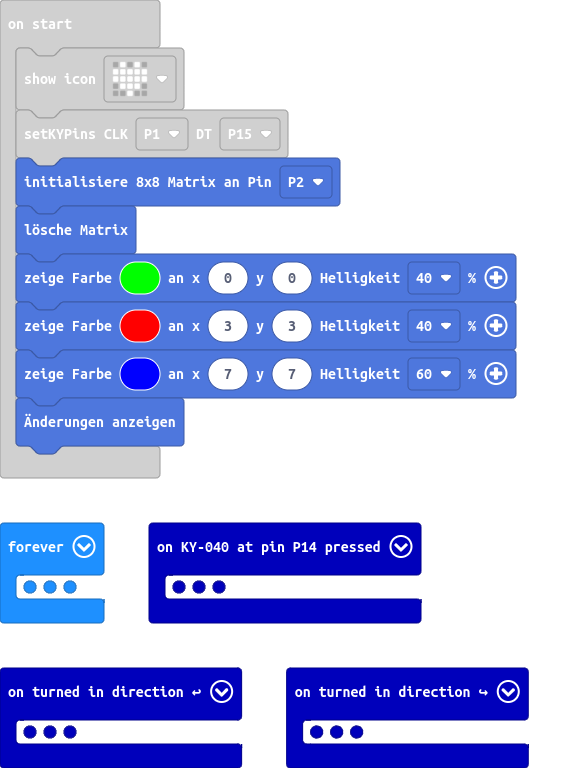 on start
show icon
setKYPins CLK P1 DT P15
initialisiere 8x8 Matrix an Pin P2
lösche Matrix
zeige Farbe an x 0 y 0 Helligkeit 40 %
zeige Farbe an x 3 y 3 Helligkeit 40 %
zeige Farbe an x 7 y 7 Helligkeit 60 %
Änderungen anzeigen
forever
on KY-040 at pin P14 pressed
on turned in direction ↩
on turned in direction ↪